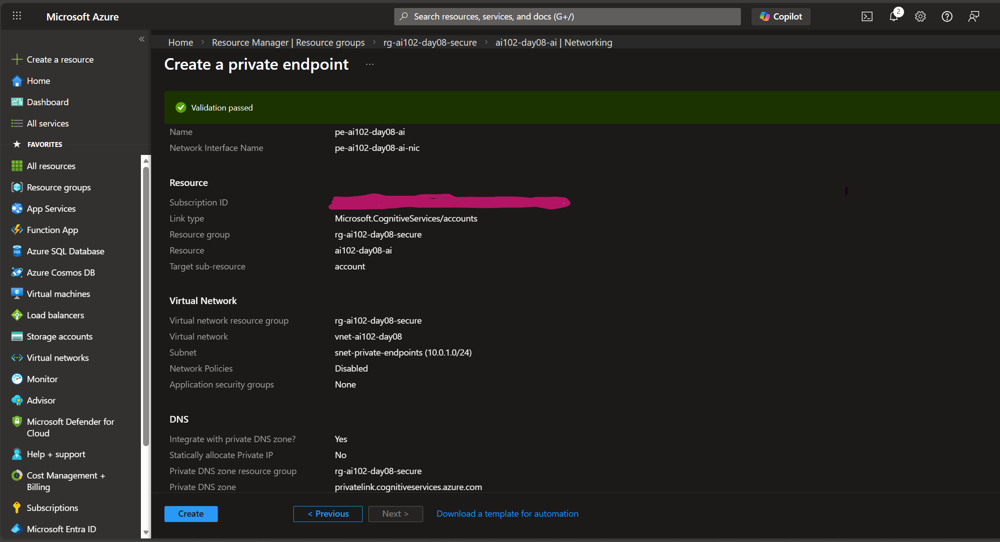 Microsoft Azure
Search resources, services, and docs (G+/)
Copilot
2
Create a resource
Home
Dashboard
All services
FAVORITES
All resources
Resource groups
App Services
Function App
Azure SQL Database
Azure Cosmos DB
Virtual machines
Load balancers
Storage accounts
Virtual networks
Monitor
Advisor
Microsoft Defender for
Cloud
Help + support
Cost Management +
Billing
Subscriptions
Microsoft Entra ID
Home > Resource Manager | Resource groups > rg-ai102-day08-secure > ai102-day08-ai | Networking
Create a private endpoint ...
Validation passed
Name pe-ai102-day08-ai
Network Interface Name pe-ai102-day08-ai-nic
Resource
Subscription ID
Link type Microsoft.CognitiveServices/accounts
Resource group rg-ai102-day08-secure
Resource ai102-day08-ai
Target sub-resource account
Virtual Network
Virtual network resource group rg-ai102-day08-secure
Virtual network vnet-ai102-day08
Subnet snet-private-endpoints (10.0.1.0/24)
Network Policies Disabled
Application security groups None
DNS
Integrate with private DNS zone? Yes
Statically allocate Private IP No
Private DNS zone resource group rg-ai102-day08-secure
Private DNS zone privatelink.cognitiveservices.azure.com
Create
< Previous
Next >
Download a template for automation